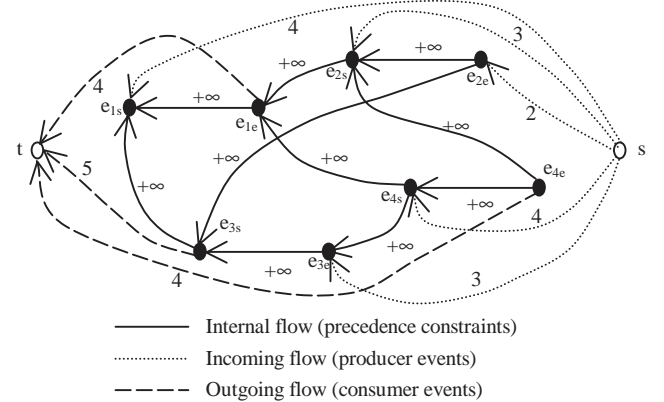 4
3
+∞
e2s
+∞
e2e
4
+∞
e1s
e1e
2
+∞
t
+∞
+∞
s
5
+∞
e4e
e4s
+∞
4
e3s
+∞
+∞
e3e
4
3
Internal flow (precedence constraints)
Incoming flow (producer events)
Outgoing flow (consumer events)